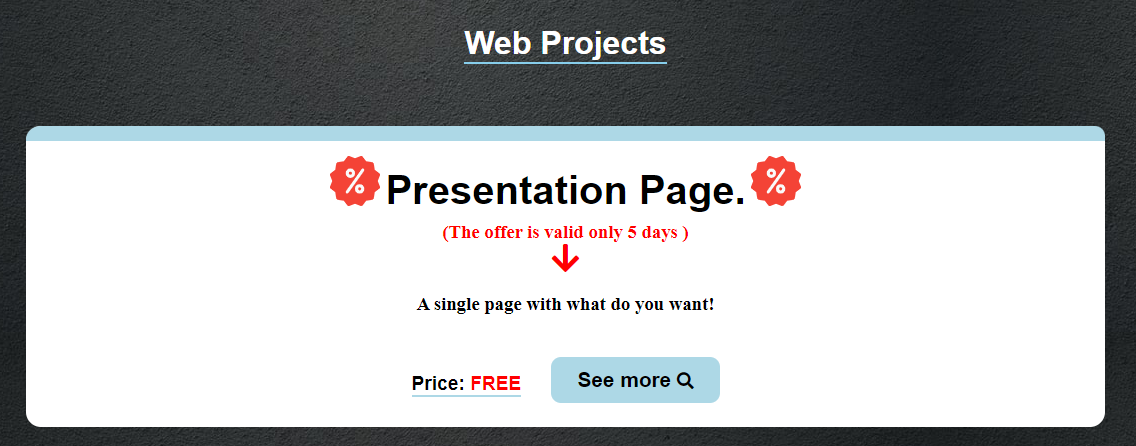 Web Projects
% Presentation Page. %
(The offer is valid only 5 days )
A single page with what do you want!
Price: FREE
See more